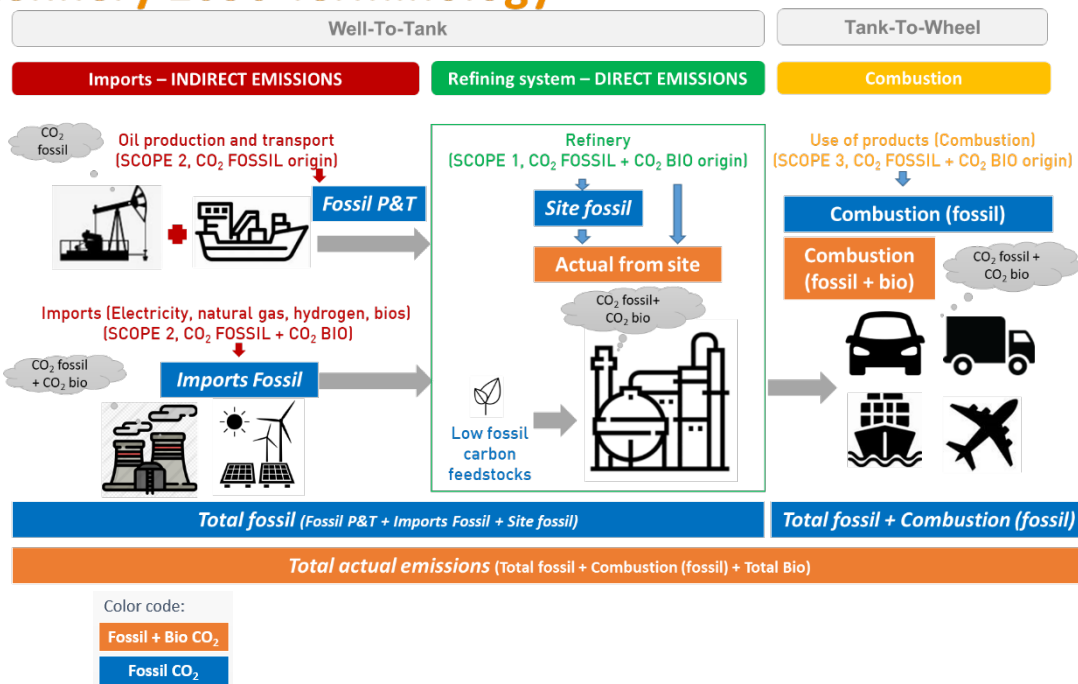 Well-To-Tank
Tank-To-Wheel
Imports – INDIRECT EMISSIONS
Refining system – DIRECT EMISSIONS
Combustion
CO2
fossil
Oil production and transport
(SCOPE 2, CO2 FOSSIL origin)
Fossil P&T
Refinery
(SCOPE 1, CO2 FOSSIL + CO2 BIO origin)
Site fossil
Actual from site
CO2 fossil+
CO2 bio
Use of products (Combustion)
(SCOPE 3, CO2 FOSSIL + CO2 BIO origin)
Combustion (fossil)
Combustion
(fossil + bio)
CO2 fossil +
CO2 bio
Imports (Electricity, natural gas, hydrogen, bios)
(SCOPE 2, CO2 FOSSIL + CO2 BIO)
CO2 fossil
+ CO2 bio
Imports Fossil
Low fossil
carbon
feedstocks
Total fossil (Fossil P&T + Imports Fossil + Site fossil)
Total fossil + Combustion (fossil)
Total actual emissions (Total fossil + Combustion (fossil) + Total Bio)
Color code:
Fossil + Bio CO2
Fossil CO2